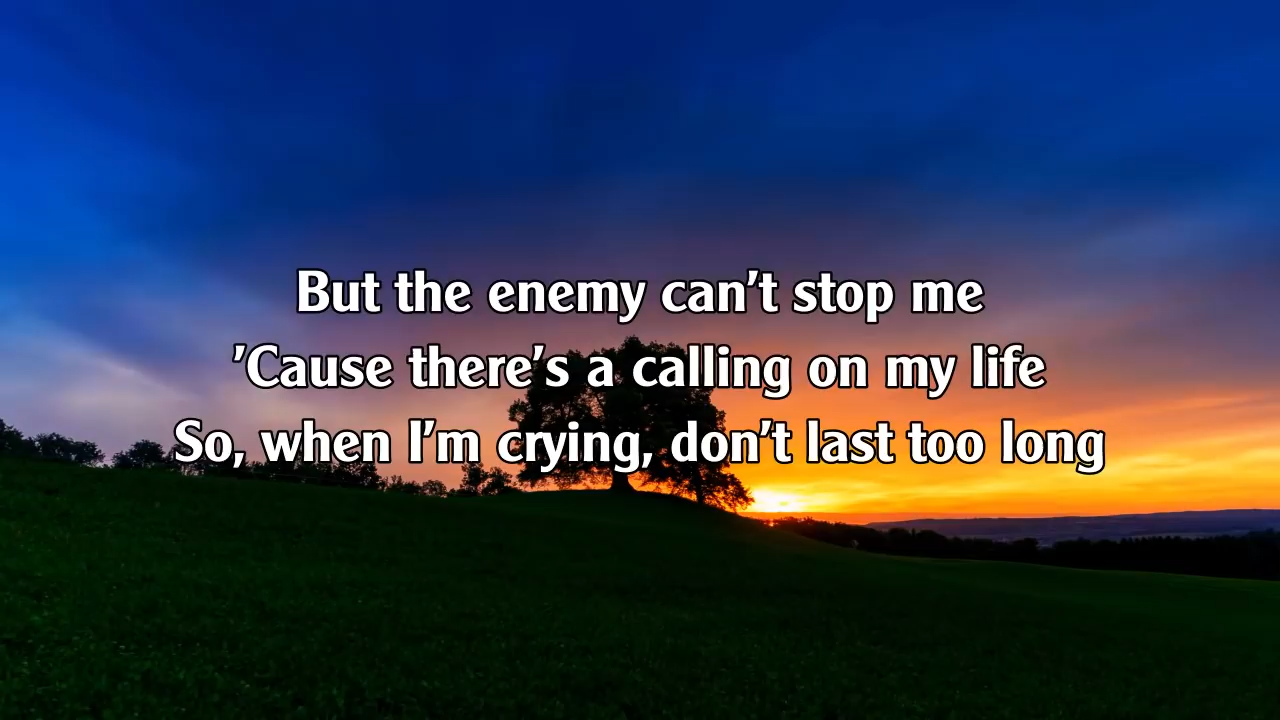 But the enemy can’t stop me
’Cause there’s a calling on my life
So, when I’m crying, don’t last too long